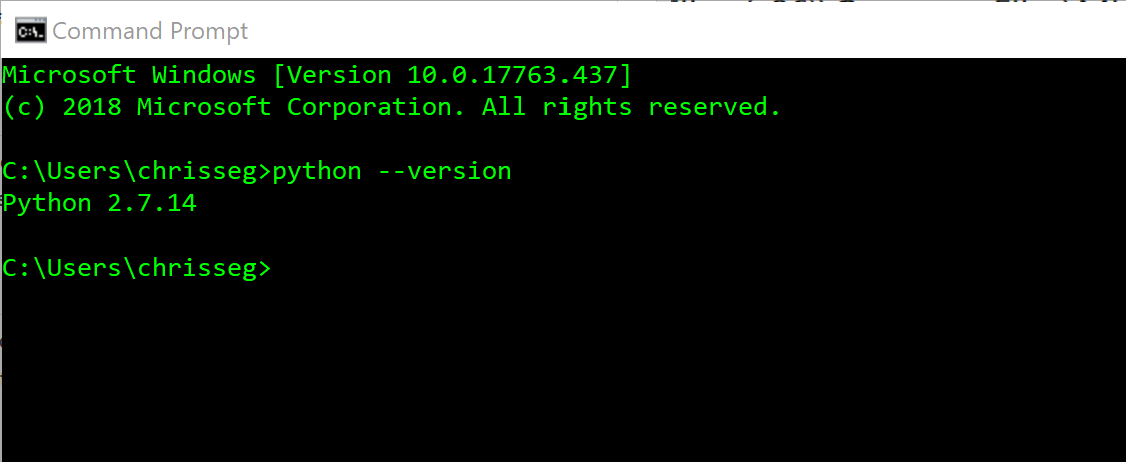 Command Prompt
Microsoft Windows [Version 10.0.17763.437]
(c) 2018 Microsoft Corporation. All rights reserved.
C:\Users\chrisseg>python --version
Python 2.7.14
C:\Users\chrisseg>